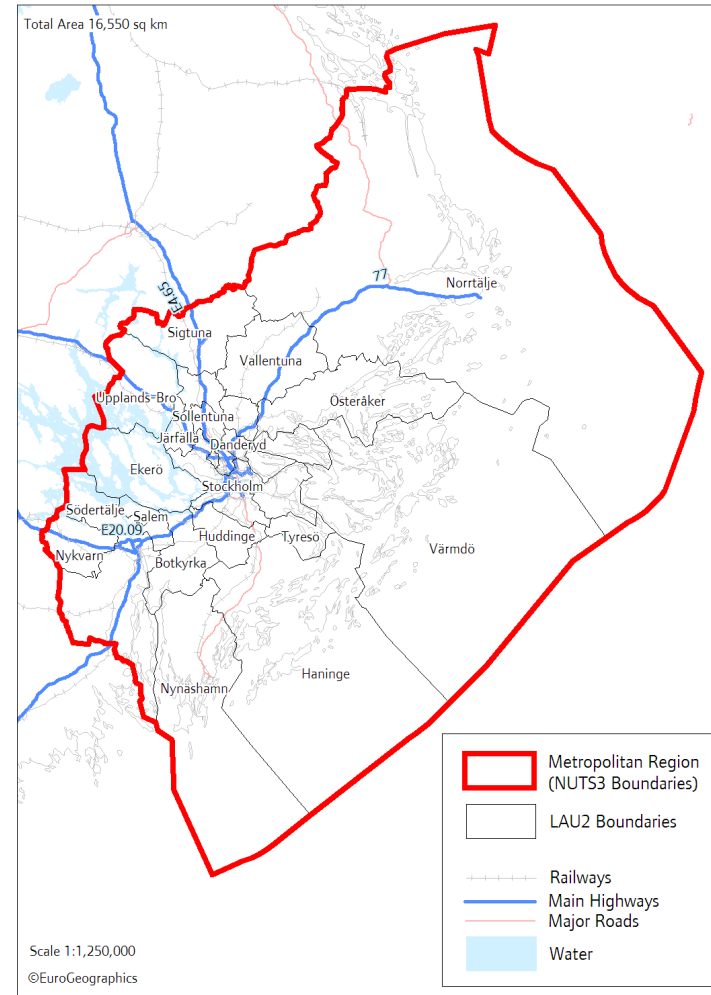 Total Area 16,550 sq km
77
Norrtälje
E4.65
Sigtuna
Vallentuna
Upplands-Bro
Österåker
Sollentuna
Järfälla
Danderyd
Ekerö
Stockholm
Södertälje
Salem
E20.09
Huddinge
Tyresö
Värmdö
Nykvarn
Botkyrka
Haninge
Nynäshamn
Metropolitan Region
(NUTS3 Boundaries)
LAU2 Boundaries
Railways
Main Highways
Major Roads
Water
Scale 1:1,250,000
©EuroGeographics